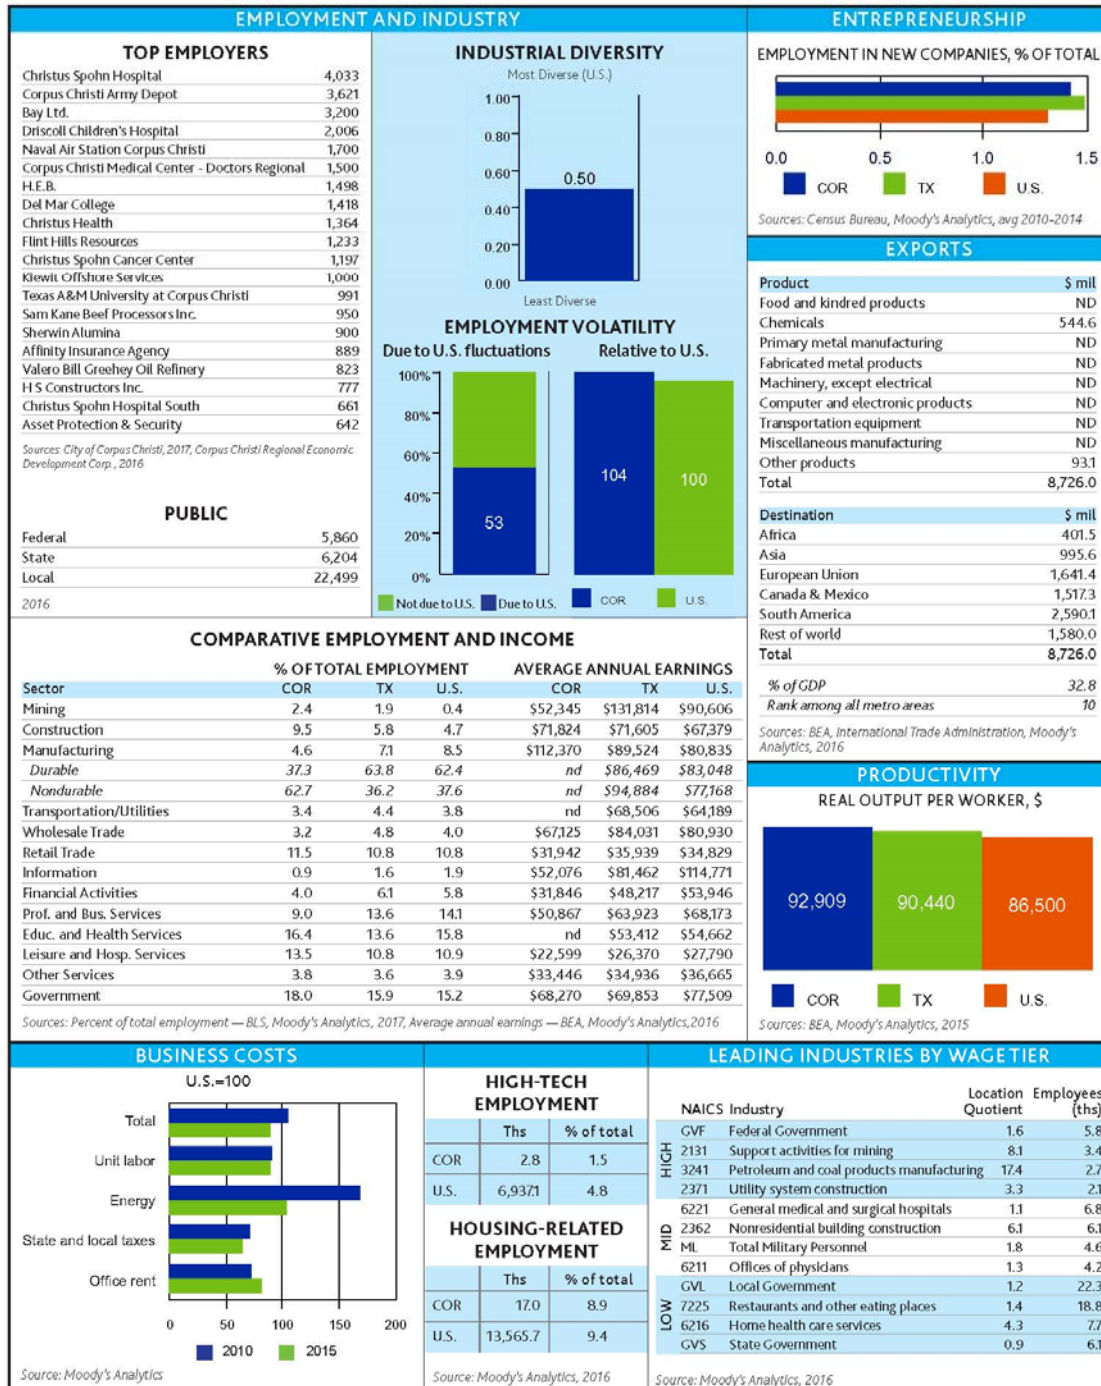 EMPLOYMENT AND INDUSTRY
TOP EMPLOYERS
Christus Spohn Hospital 4,033
Corpus Christi Army Depot 3,621
Bay Ltd. 3,200
Driscoll Children's Hospital 2,006
Naval Air Station Corpus Christi 1,700
Corpus Christi Medical Center - Doctors Regional 1,500
H.E.B. 1,498
Del Mar College 1,418
Christus Health 1,364
Flint Hills Resources 1,233
Christus Spohn Cancer Center 1,197
Kiewit Offshore Services 1,000
Texas A&M University at Corpus Christi 991
Sam Kane Beef Processors Inc. 950
Sherwin Alumina 900
Affinity Insurance Agency 889
Valero Bill Greehey Oil Refinery 823
H S Constructors Inc. 777
Christus Spohn Hospital South 661
Asset Protection & Security 642
Sources: City of Corpus Christi, 2017, Corpus Christi Regional Economic
Development Corp., 2016
PUBLIC
Federal 5,860
State 6,204
Local 22,499
2016
INDUSTRIAL DIVERSITY
Most Diverse (U.S.)
1.00
0.80
0.60
0.50
0.40
0.20
0.00
Least Diverse
EMPLOYMENT VOLATILITY
Due to U.S. fluctuations Relative to U.S.
100%
80%
60%
40%
20%
0%
53
104
100
Not due to U.S. Due to U.S. COR U.S.
ENTREPRENEURSHIP
EMPLOYMENT IN NEW COMPANIES, % OF TOTAL
0.0 0.5 1.0 1.5
COR TX U.S.
Sources: Census Bureau, Moody's Analytics, avg 2010-2014
EXPORTS
Product $ mil
Food and kindred products ND
Chemicals 544.6
Primary metal manufacturing ND
Fabricated metal products ND
Machinery, except electrical ND
Computer and electronic products ND
Transportation equipment ND
Miscellaneous manufacturing ND
Other products 93.1
Total 8,726.0
Destination $ mil
Africa 401.5
Asia 995.6
European Union 1,641.4
Canada & Mexico 1,517.3
South America 2,590.1
Rest of world 1,580.0
Total 8,726.0
% of GDP 32.8
Rank among all metro areas 10
Sources: BEA, International Trade Administration, Moody's
Analytics, 2016
COMPARATIVE EMPLOYMENT AND INCOME
% OF TOTAL EMPLOYMENT AVERAGE ANNUAL EARNINGS
Sector COR TX U.S. COR TX U.S.
Mining 2.4 1.9 0.4 $52,345 $131,814 $90,606
Construction 9.5 5.8 4.7 $71,824 $71,605 $67,379
Manufacturing 4.6 7.1 8.5 $112,370 $89,524 $80,835
Durable 37.3 63.8 62.4 nd $86,469 $83,048
Nondurable 62.7 36.2 37.6 nd $94,884 $77,168
Transportation/Utilities 3.4 4.4 3.8 nd $68,506 $64,189
Wholesale Trade 3.2 4.8 4.0 $67,125 $84,031 $80,930
Retail Trade 11.5 10.8 10.8 $31,942 $35,939 $34,829
Information 0.9 1.6 1.9 $52,076 $81,462 $114,771
Financial Activities 4.0 6.1 5.8 $31,846 $48,217 $53,946
Prof. and Bus. Services 9.0 13.6 14.1 $50,867 $63,923 $68,173
Educ. and Health Services 16.4 13.6 15.8 nd $53,412 $54,662
Leisure and Hosp. Services 13.5 10.8 10.9 $22,599 $26,370 $27,790
Other Services 3.8 3.6 3.9 $33,446 $34,936 $36,665
Government 18.0 15.9 15.2 $68,270 $69,853 $77,509
Sources: Percent of total employment — BLS, Moody's Analytics, 2017, Average annual earnings — BEA, Moody's Analytics,2016
PRODUCTIVITY
REAL OUTPUT PER WORKER, $
92,909 90,440 86,500
COR TX U.S.
Sources: BEA, Moody's Analytics, 2015
BUSINESS COSTS
U.S.=100
Total
Unit labor
Energy
State and local taxes
Office rent
0 50 100 150 200
2010 2015
Source: Moody's Analytics
HIGH-TECH
EMPLOYMENT
Ths % of total
COR 2.8 1.5
U.S. 6,937.1 4.8
HOUSING-RELATED
EMPLOYMENT
Ths % of total
COR 17.0 8.9
U.S. 13,565.7 9.4
Source: Moody's Analytics, 2016
LEADING INDUSTRIES BY WAGE TIER
Location Employees
NAICS Industry Quotient (ths)
HIGH
GVF Federal Government 1.6 5.8
2131 Support activities for mining 8.1 3.4
3241 Petroleum and coal products manufacturing 17.4 2.7
2371 Utility system construction 3.3 2.1
MID
6221 General medical and surgical hospitals 1.1 6.8
2362 Nonresidential building construction 6.1 6.1
ML Total Military Personnel 1.8 4.6
6211 Offices of physicians 1.3 4.2
LOW
GVL Local Government 1.2 22.3
7225 Restaurants and other eating places 1.4 18.8
6216 Home health care services 4.3 7.7
GVS State Government 0.9 6.1
Source: Moody's Analytics, 2016